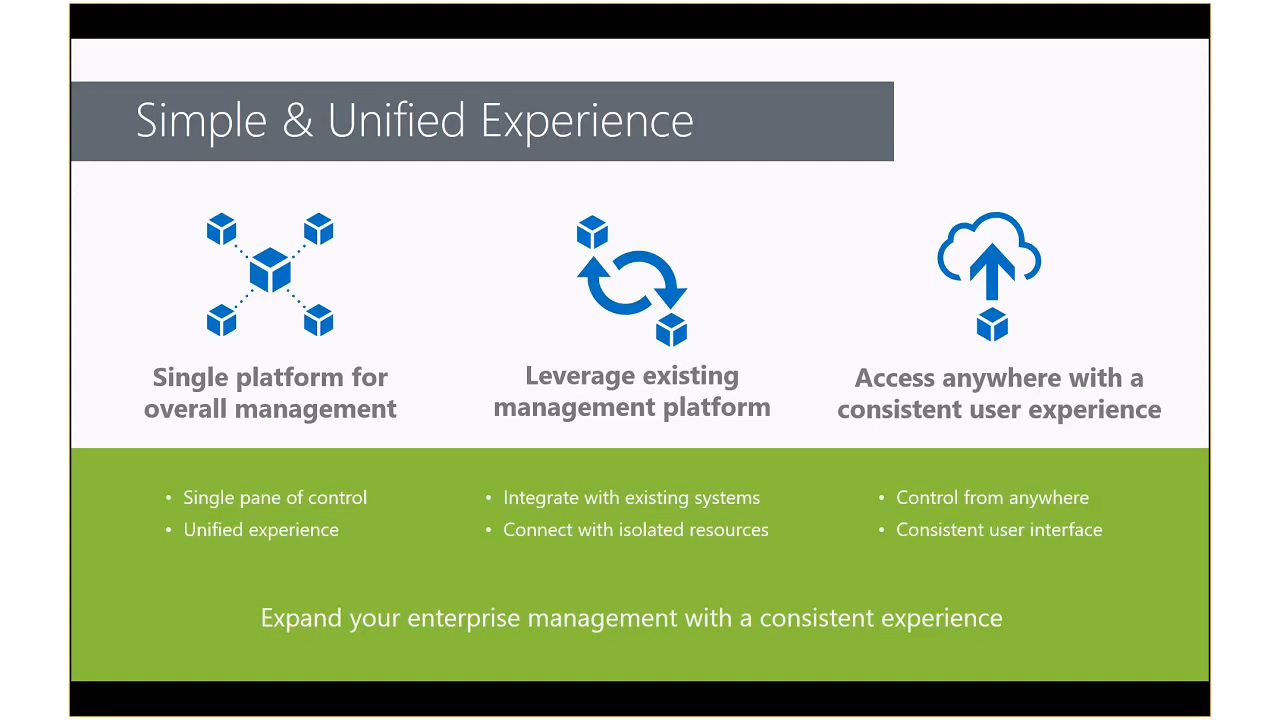 Simple & Unified Experience
Single platform for
overall management
Leverage existing
management platform
Access anywhere with a
consistent user experience
• Single pane of control
• Unified experience
• Integrate with existing systems
• Connect with isolated resources
• Control from anywhere
• Consistent user interface
Expand your enterprise management with a consistent experience